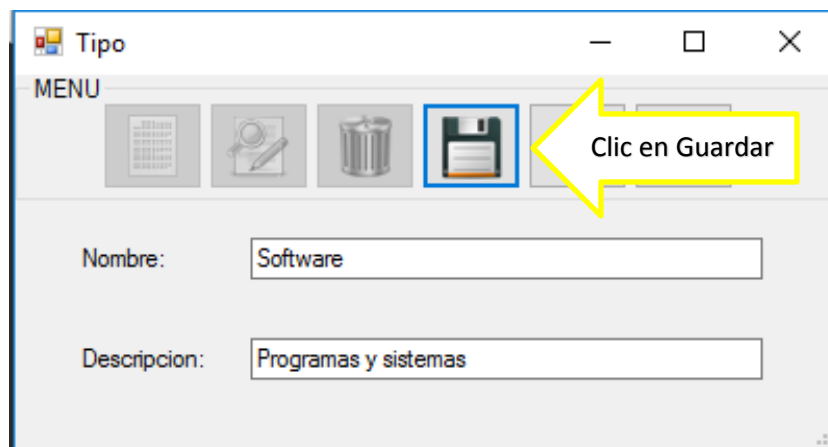 Tipo
MENU
Clic en Guardar
Nombre: Software
Descripcion: Programas y sistemas